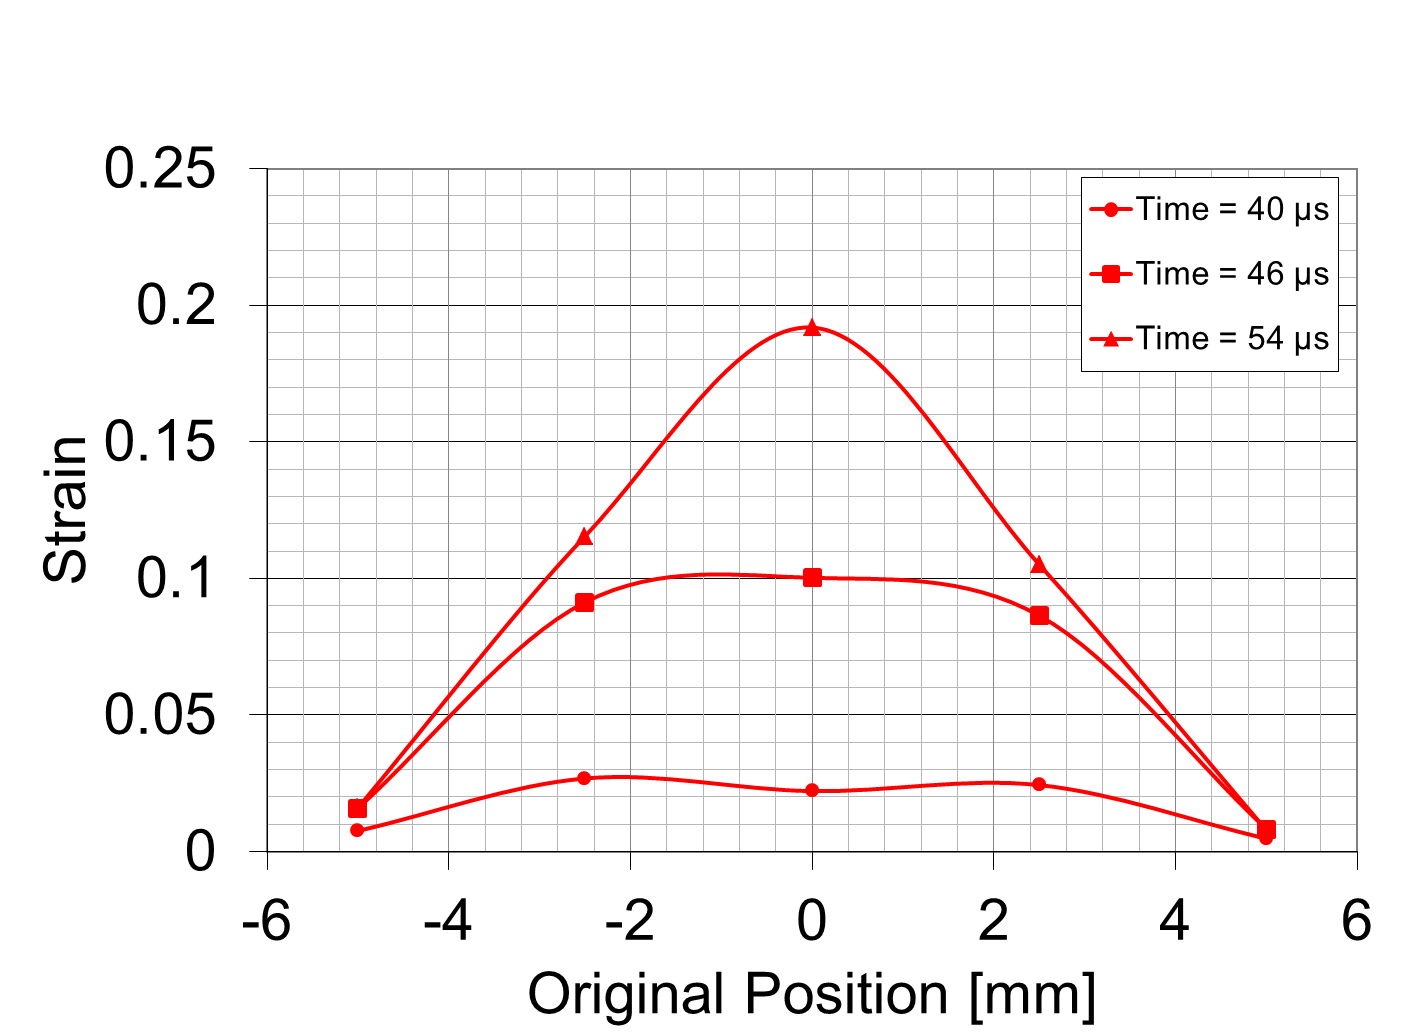 0.25
0.2
0.15
0.1
0.05
0
Strain
Time = 40 µs
Time = 46 µs
Time = 54 µs
-6 -4 -2 0 2 4 6
Original Position [mm]